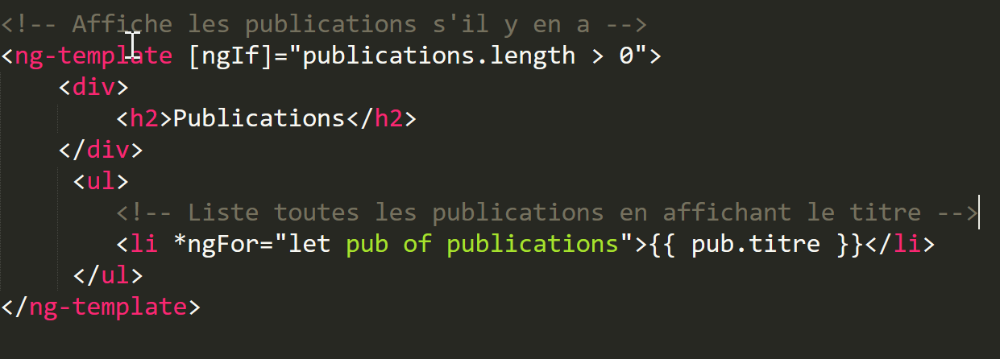 <!-- Affiche les publications s'il y en a -->
<ng-template [ngIf]="publications.length > 0">
<div>
<h2>Publications</h2>
</div>
<ul>
<!-- Liste toutes les publications en affichant le titre -->
<li *ngFor="let pub of publications">{{ pub.titre }}</li>
</ul>
</ng-template>